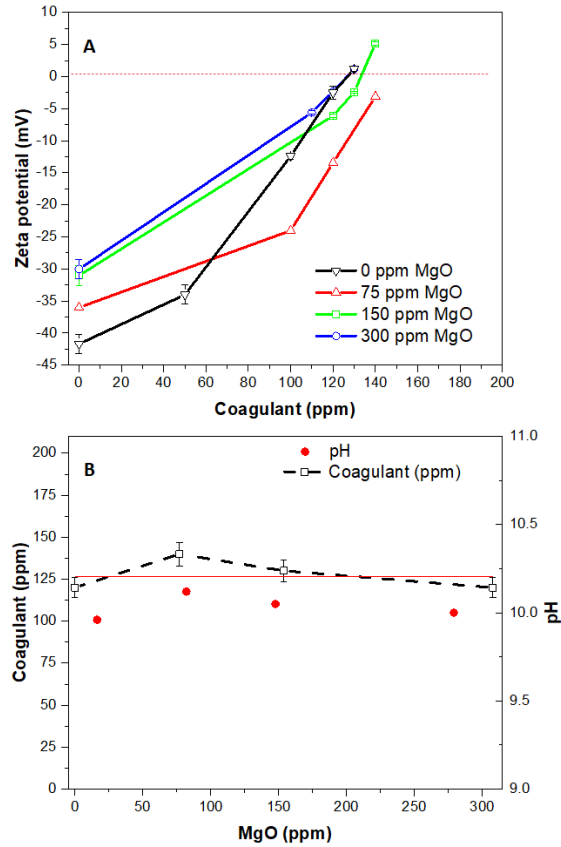 A
10
5
0
-5
-10
-15
-20
-25
-30
-35
-40
-45
Zeta potential (mV)
0 ppm MgO
75 ppm MgO
150 ppm MgO
300 ppm MgO
0 20 40 60 80 100 120 140 160 180 200
Coagulant (ppm)
B
pH
Coagulant (ppm)
200
175
150
125
100
75
50
25
0
Coagulant (ppm)
11.0
10.5
10.0
9.5
9.0
pH
0 50 100 150 200 250 300
MgO (ppm)